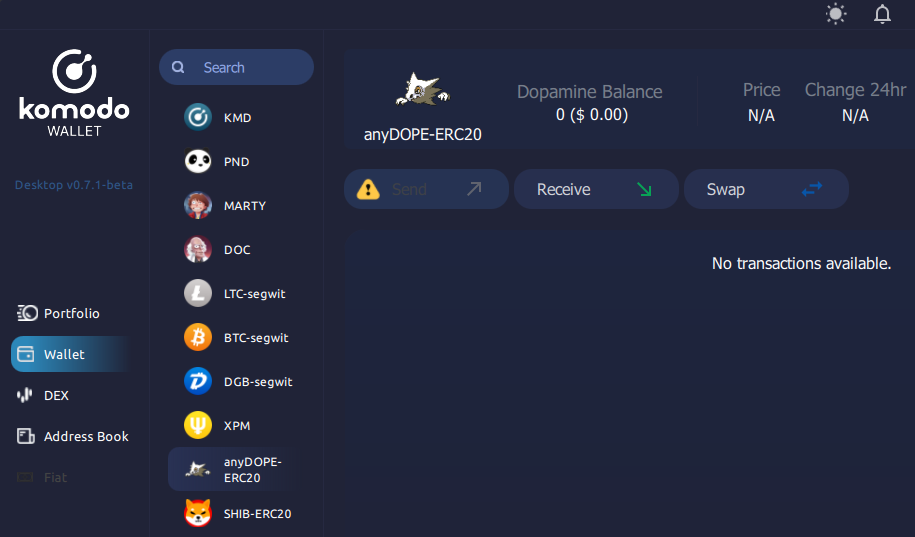 komodo
WALLET
Desktop v0.7.1-beta
Portfolio
Wallet
DEX
Address Book
Fiat
Search
KMD
PND
MARTY
DOC
LTC-segwit
BTC-segwit
DGB-segwit
XPM
anyDOPE-
ERC20
SHIB-ERC20
anyDOPE-ERC20
Dopamine Balance
0 ($ 0.00)
Price
N/A
Change 24hr
N/A
Send
Receive
Swap
No transactions available.